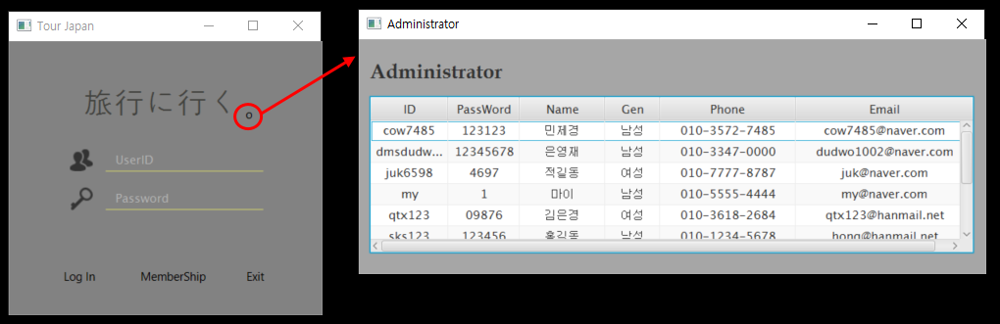 Tour Japan
旅行に行く
o
UserID
Password
Log In MemberShip Exit
Administrator
Administrator
ID PassWord Name Gen Phone Email
cow7485 123123 민제경 남성 010-3572-7485 cow7485@naver.com
dmsdudw... 12345678 은영재 남성 010-3347-0000 dudwo1002@naver.com
juk6598 4697 적길동 여성 010-7777-8787 juk@naver.com
my 1 마이 남성 010-5555-4444 my@naver.com
qtx123 09876 김은경 여성 010-3618-2684 qtx123@hanmail.net
sks123 123456 홍길동 남성 010-1234-5678 hong@hanmail.net